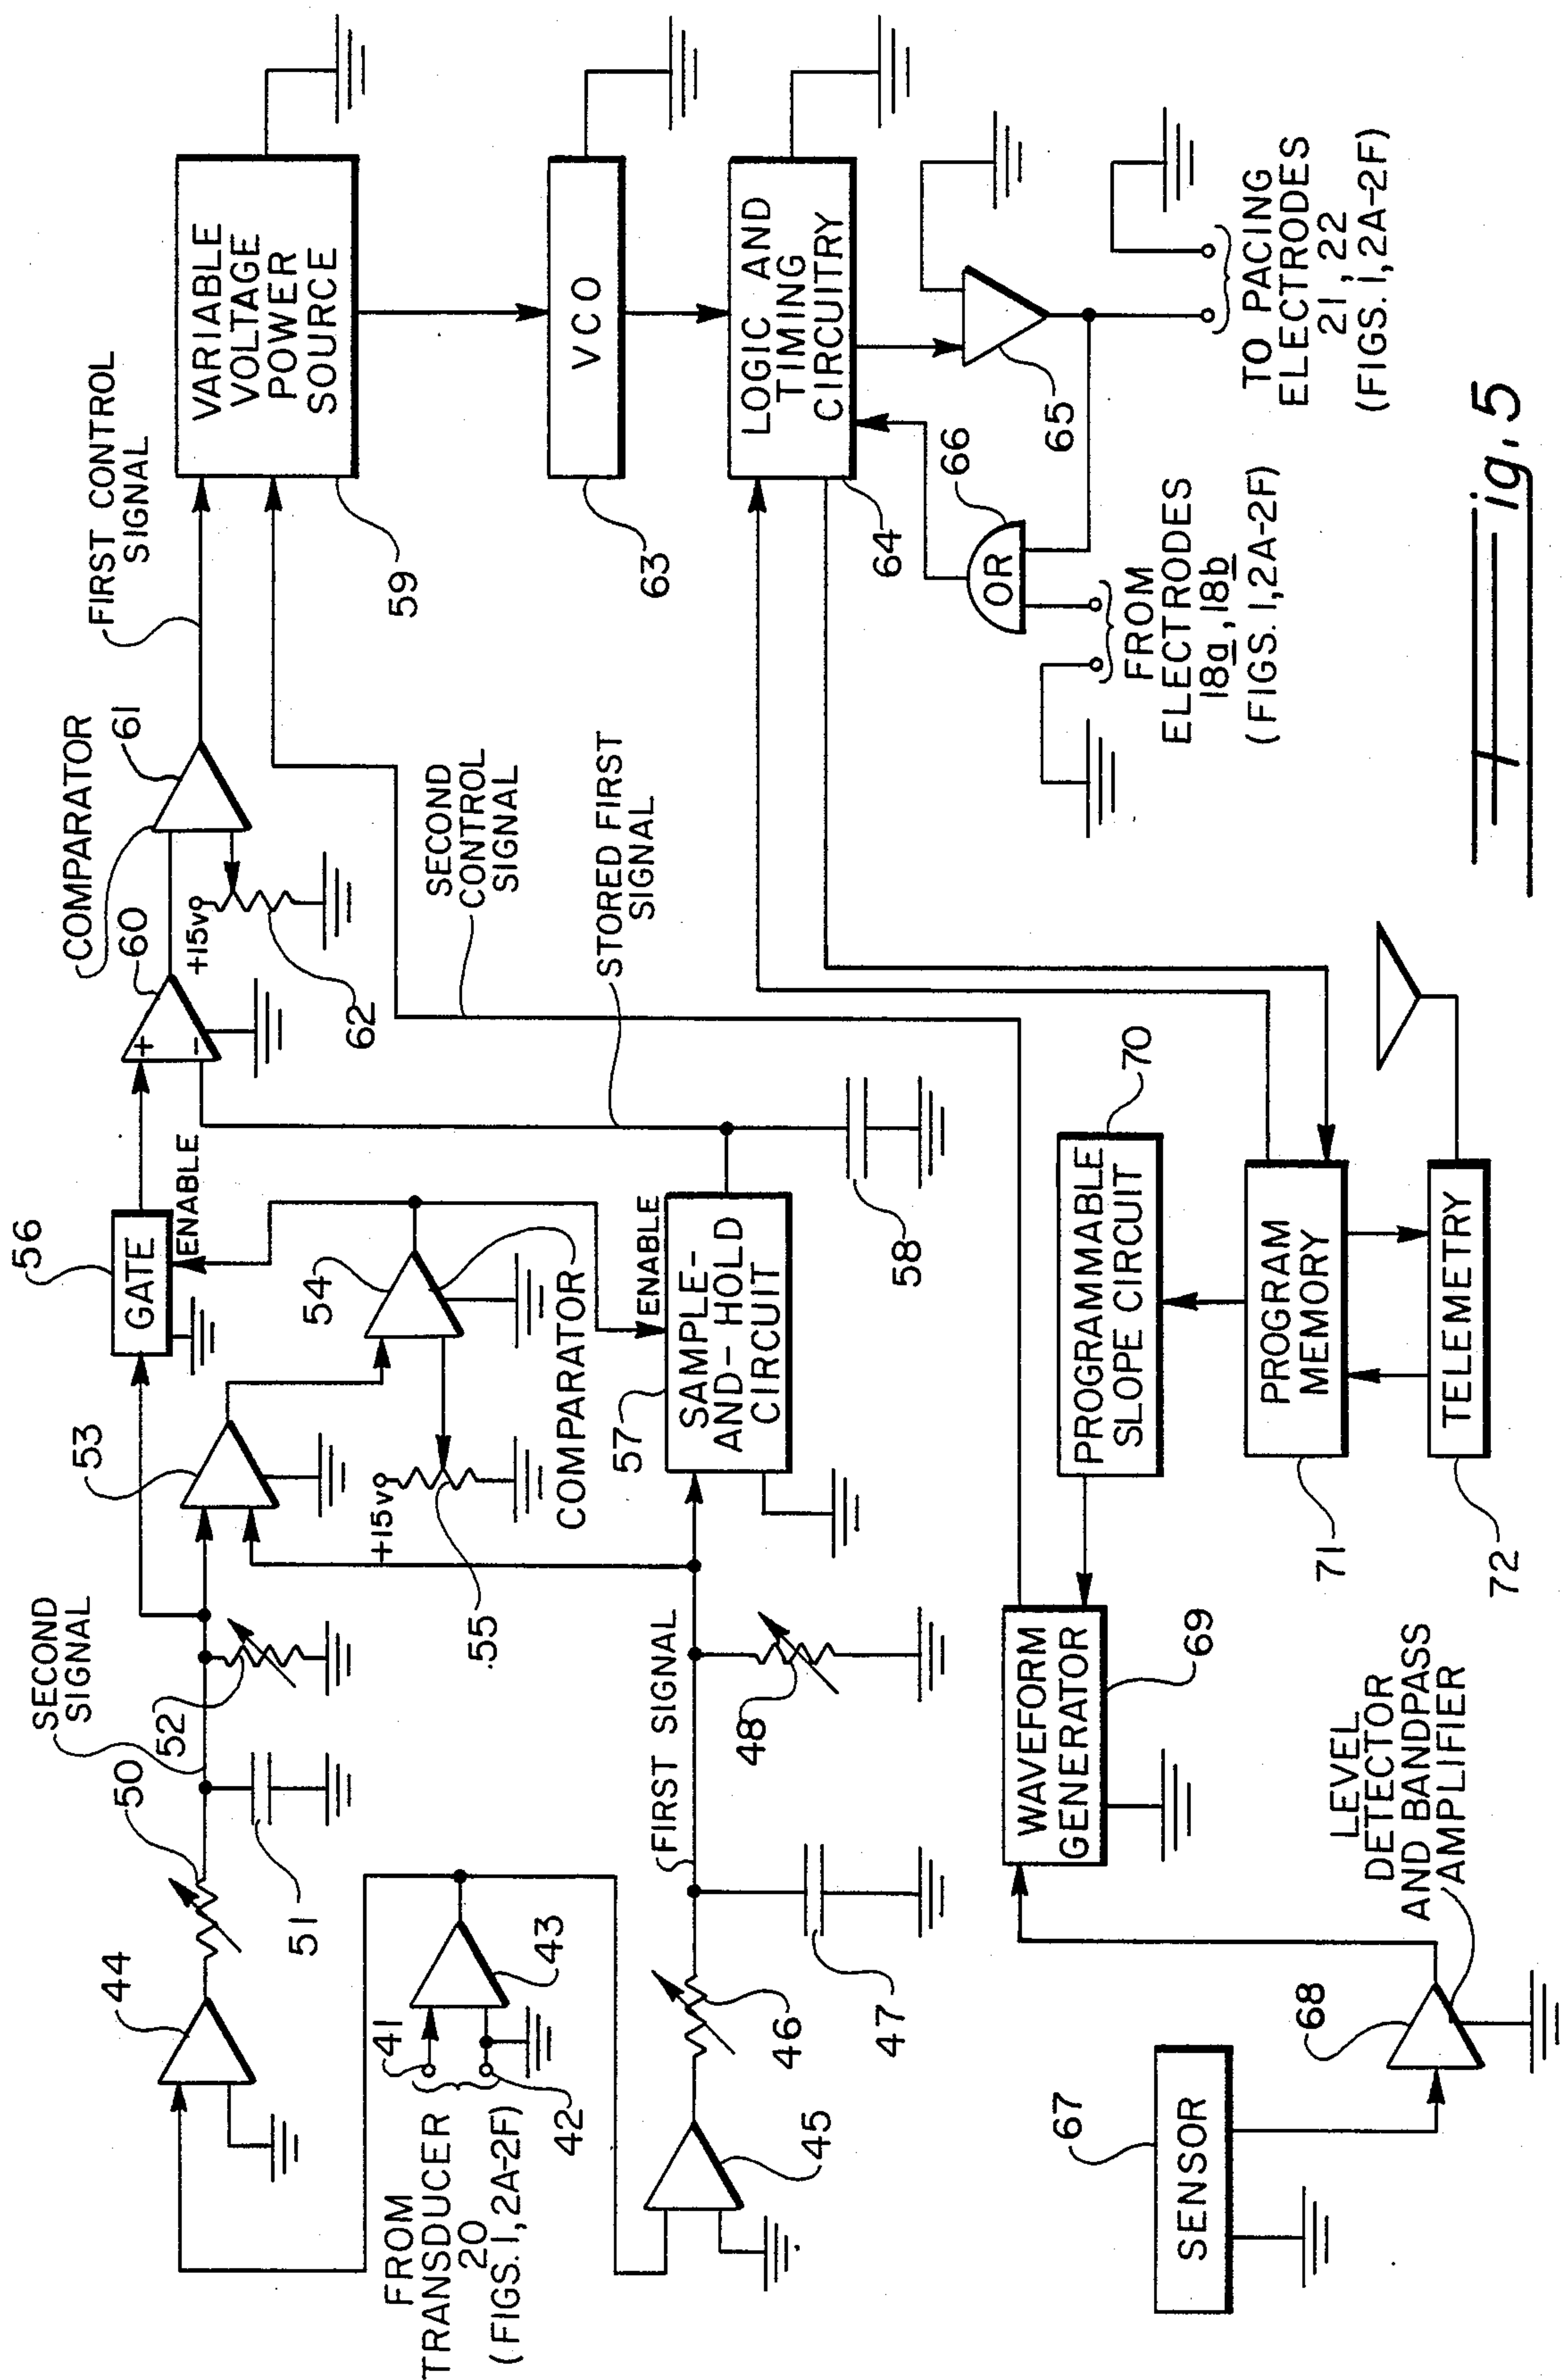 SECOND
SIGNAL
44
50
52
51
53
56
GATE
ENABLE
COMPARATOR
60
61
+15v
62
FIRST CONTROL
SIGNAL
VARIABLE
VOLTAGE
POWER
SOURCE
59
+
-
FROM
TRANSDUCER
20
(FIGS. 1, 2A-2F)
41
42
43
54
+15v
55
COMPARATOR
SECOND
CONTROL
SIGNAL
STORED FIRST
SIGNAL
VCO
63
45
46
47
FIRST SIGNAL
48
57
ENABLE
SAMPLE-
AND-HOLD
CIRCUIT
58
LOGIC AND
TIMING
CIRCUITRY
64
65
66
OR
FROM
ELECTRODES
18a, 18b
(FIGS. 1, 2A-2F)
TO PACING
ELECTRODES
21, 22
(FIGS. 1, 2A-2F)
67
SENSOR
68
LEVEL
DETECTOR
AND BANDPASS
AMPLIFIER
WAVEFORM
GENERATOR
69
PROGRAMMABLE
SLOPE CIRCUIT
70
PROGRAM
MEMORY
71
TELEMETRY
72
Fig. 5